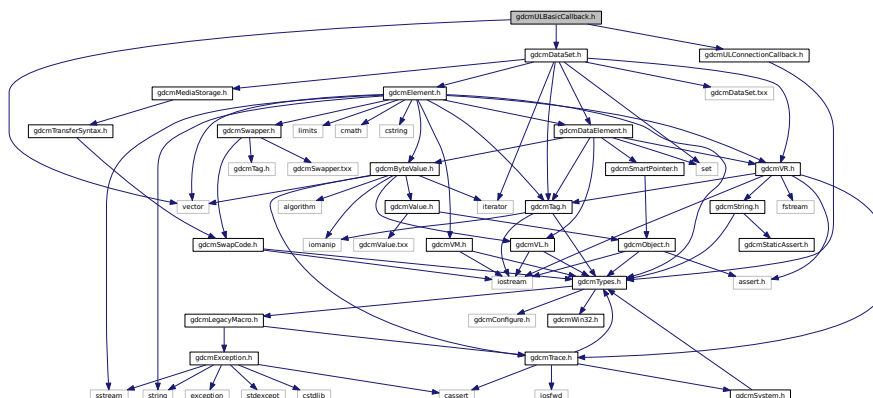 gdcmULBasicCallback.h
gdcmDataSet.h
gdcmULConnectionCallback.h
gdcmMediaStorage.h
gdcmElement.h
gdcmDataSet.txx
gdcmTransferSyntax.h
gdcmSwapper.h
limits
cmath
cstring
gdcmDataElement.h
gdcmTag.h
gdcmSwapper.txx
gdcmByteValue.h
gdcmSmartPointer.h
set
gdcmVR.h
vector
algorithm
gdcmValue.h
iterator
gdcmTag.h
gdcmString.h
fstream
gdcmSwapCode.h
iomanip
gdcmValue.txx
gdcmVM.h
gdcmVL.h
gdcmObject.h
gdcmStaticAssert.h
iostream
gdcmTypes.h
assert.h
gdcmLegacyMacro.h
gdcmConfigure.h
gdcmWin32.h
gdcmException.h
gdcmTrace.h
sstream
string
exception
stdexcept
cstdlib
cassert
iosfwd
gdcmSystem.h